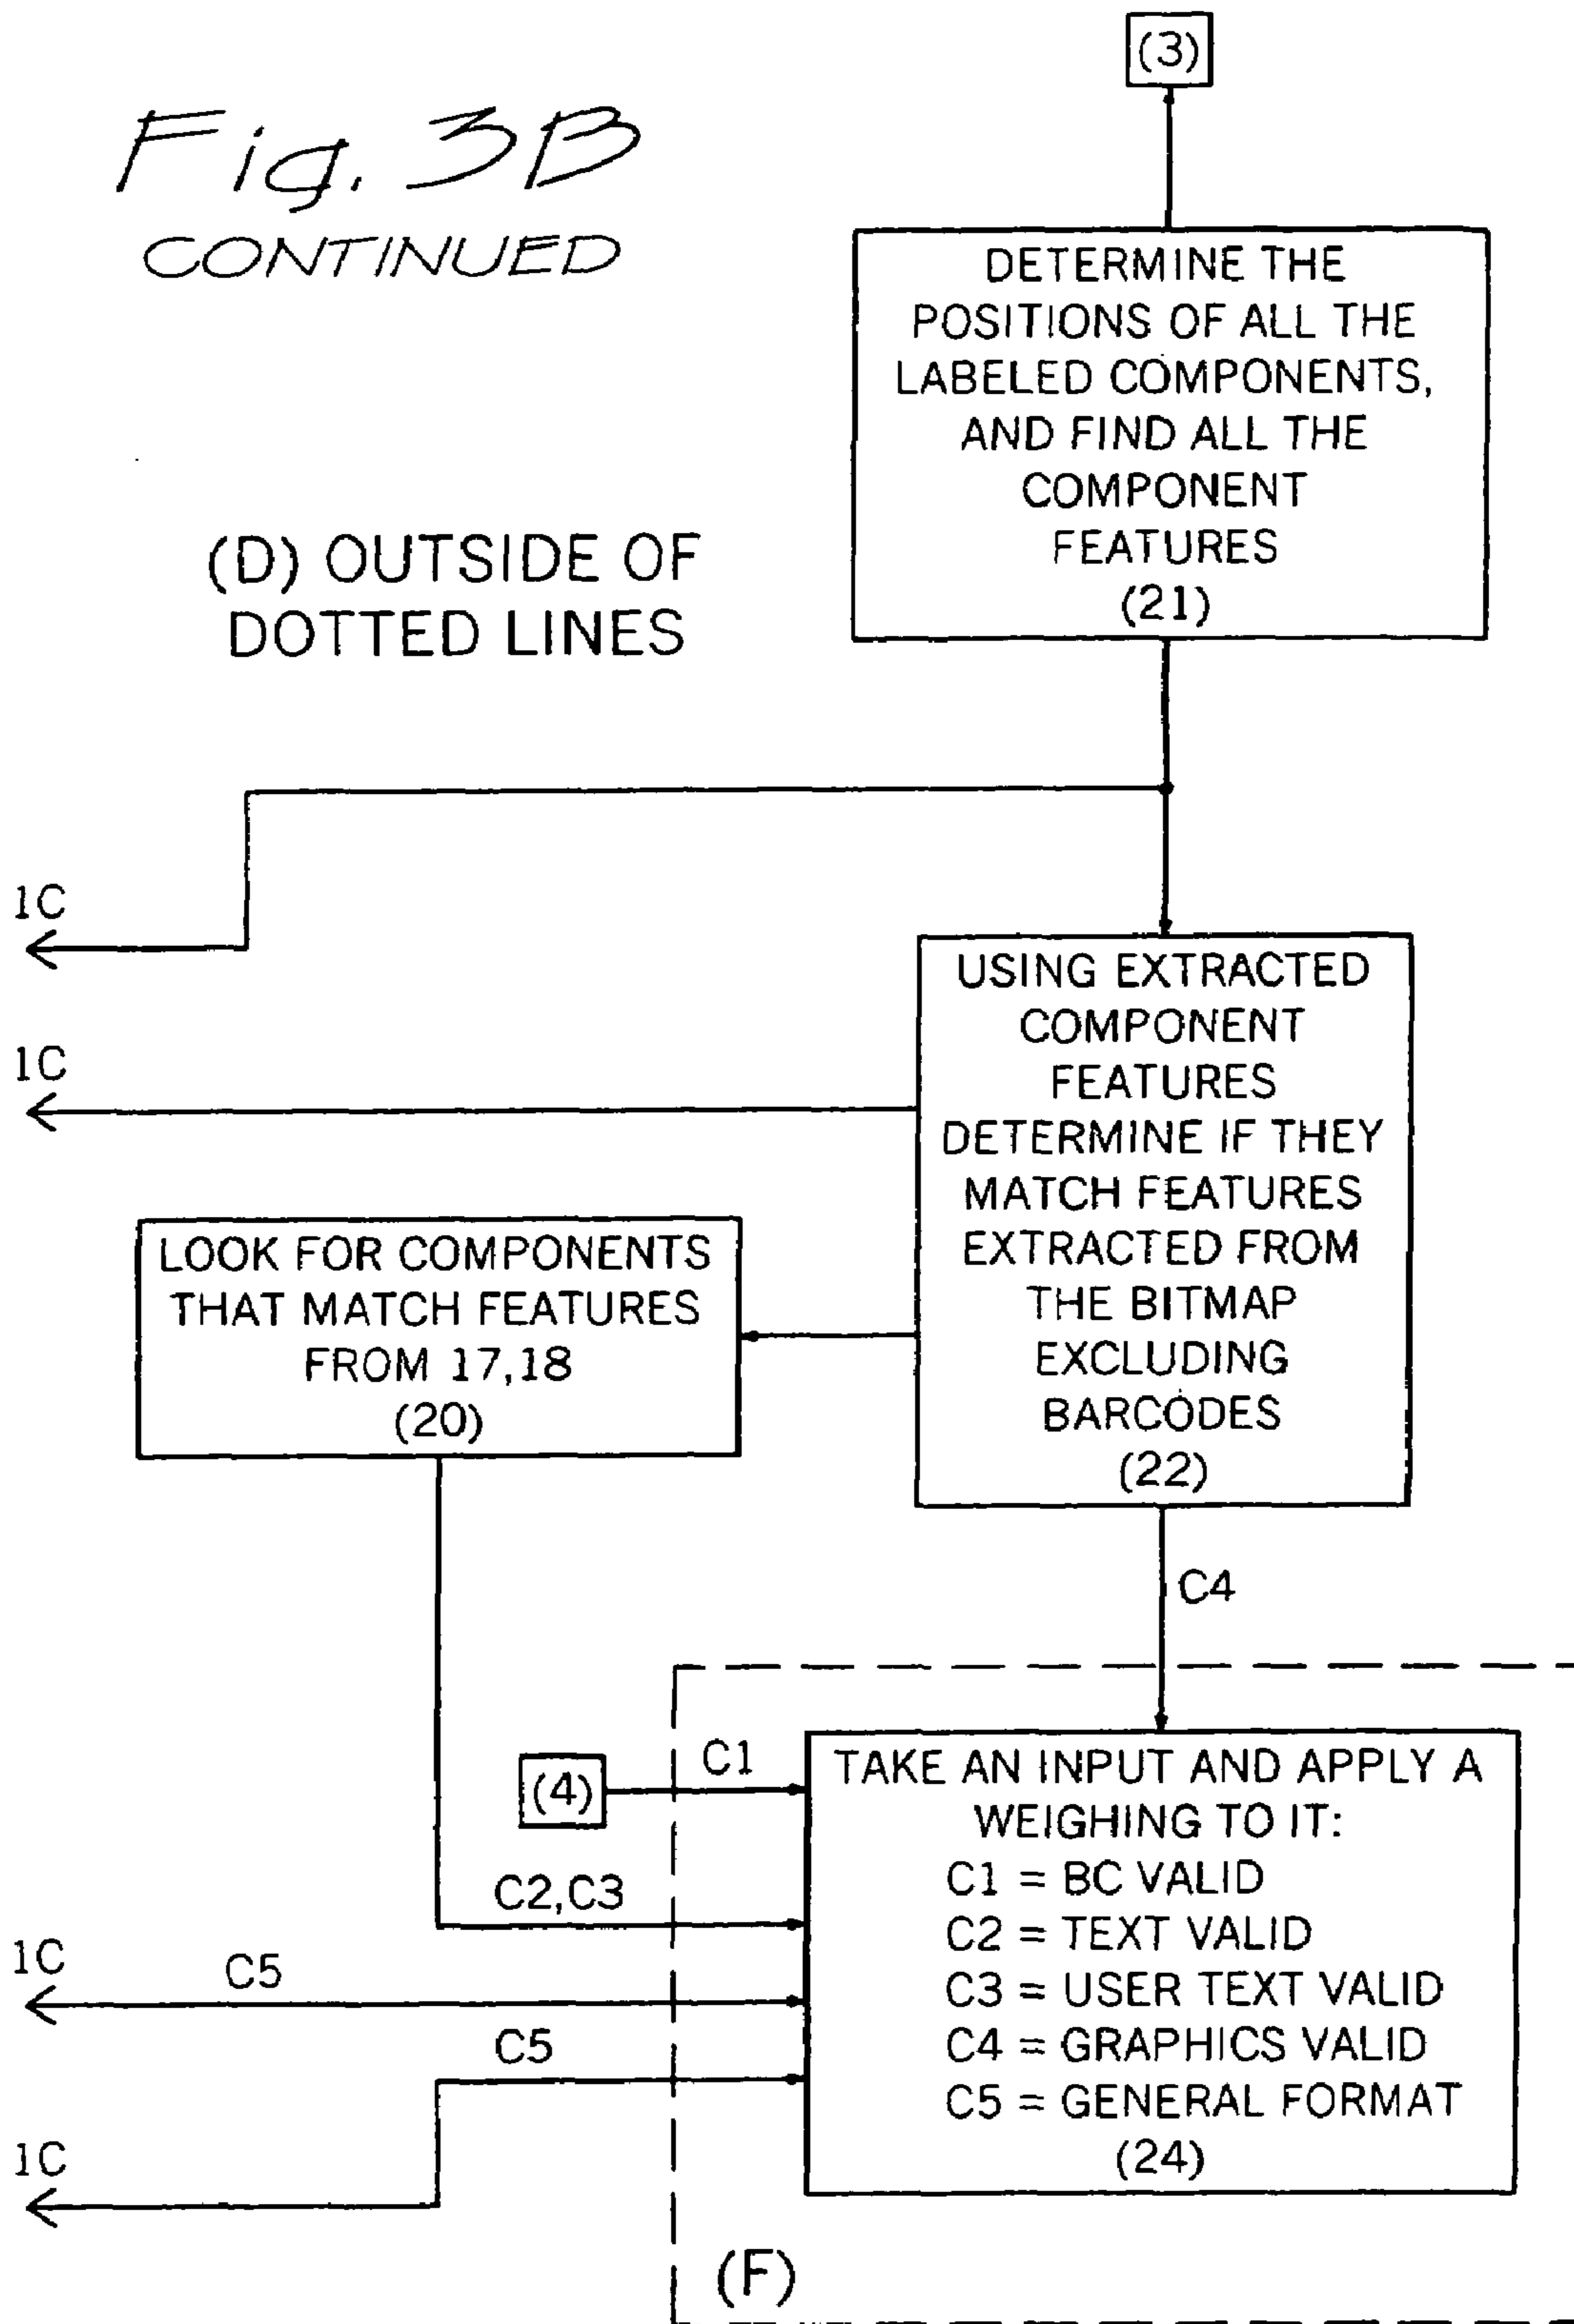 (3)
Fig. 3B
CONTINUED
DETERMINE THE
POSITIONS OF ALL THE
LABELED COMPONENTS,
AND FIND ALL THE
COMPONENT
FEATURES
(21)
(D) OUTSIDE OF
DOTTED LINES
1C
1C
USING EXTRACTED
COMPONENT
FEATURES
DETERMINE IF THEY
MATCH FEATURES
EXTRACTED FROM
THE BITMAP
EXCLUDING
BARCODES
(22)
LOOK FOR COMPONENTS
THAT MATCH FEATURES
FROM 17,18
(20)
C4
(4)
C1
C2,C3
1C
C5
C5
1C
TAKE AN INPUT AND APPLY A
WEIGHING TO IT:
C1 = BC VALID
C2 = TEXT VALID
C3 = USER TEXT VALID
C4 = GRAPHICS VALID
C5 = GENERAL FORMAT
(24)
(F)